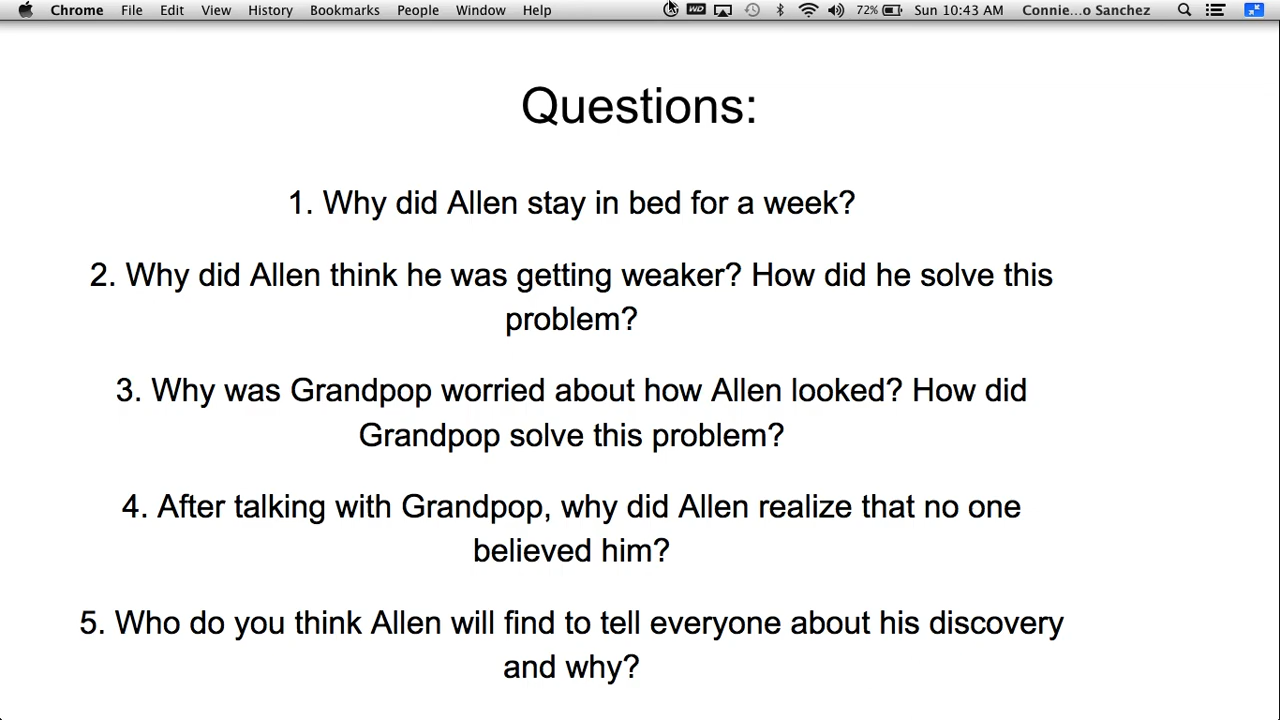 Chrome File Edit View History Bookmarks People Window Help WD 72% Sun 10:43 AM Connie...o Sanchez
Questions:
1. Why did Allen stay in bed for a week?
2. Why did Allen think he was getting weaker? How did he solve this
problem?
3. Why was Grandpop worried about how Allen looked? How did
Grandpop solve this problem?
4. After talking with Grandpop, why did Allen realize that no one
believed him?
5. Who do you think Allen will find to tell everyone about his discovery
and why?